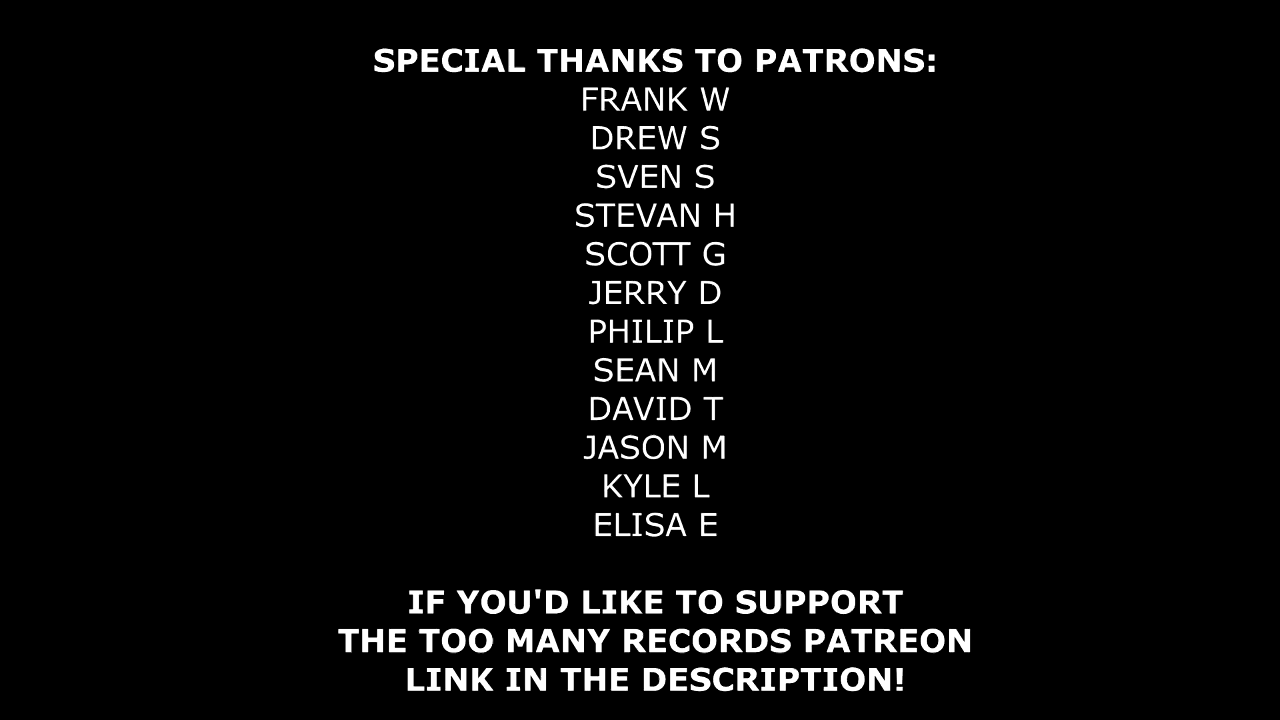 SPECIAL THANKS TO PATRONS:
FRANK W
DREW S
SVEN S
STEVAN H
SCOTT G
JERRY D
PHILIP L
SEAN M
DAVID T
JASON M
KYLE L
ELISA E
IF YOU'D LIKE TO SUPPORT
THE TOO MANY RECORDS PATREON
LINK IN THE DESCRIPTION!